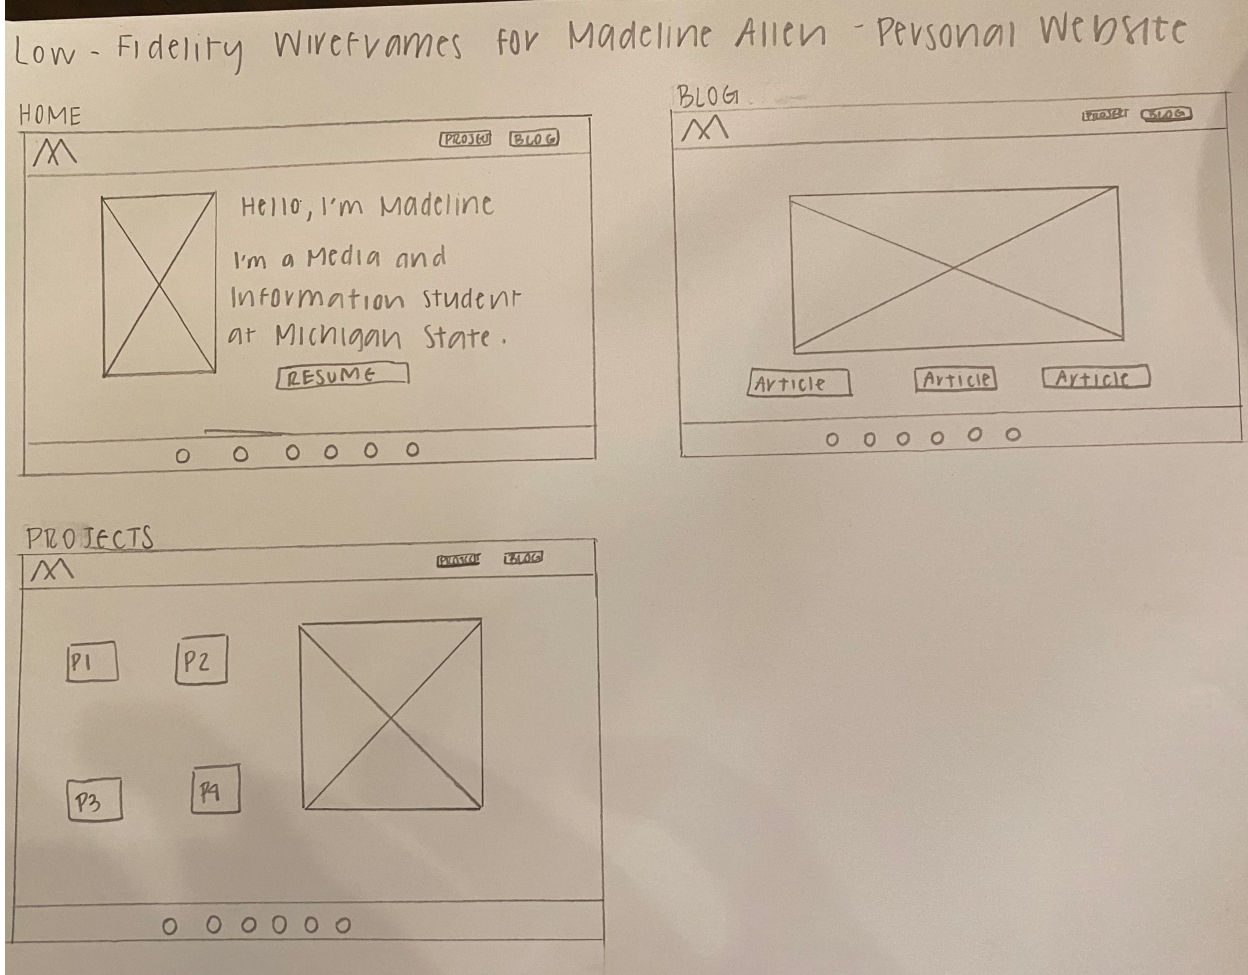 Low - Fidelity Wireframes for Madeline Allen - Personal Website
HOME
M
PROJECT BLOG
Hello, I'm Madeline
I'm a Media and
Information student
at Michigan State.
RESUME
BLOG
M
PROJECT BLOG
Article Article Article
PROJECTS
M
PROJECT BLOG
P1 P2
P3 P4